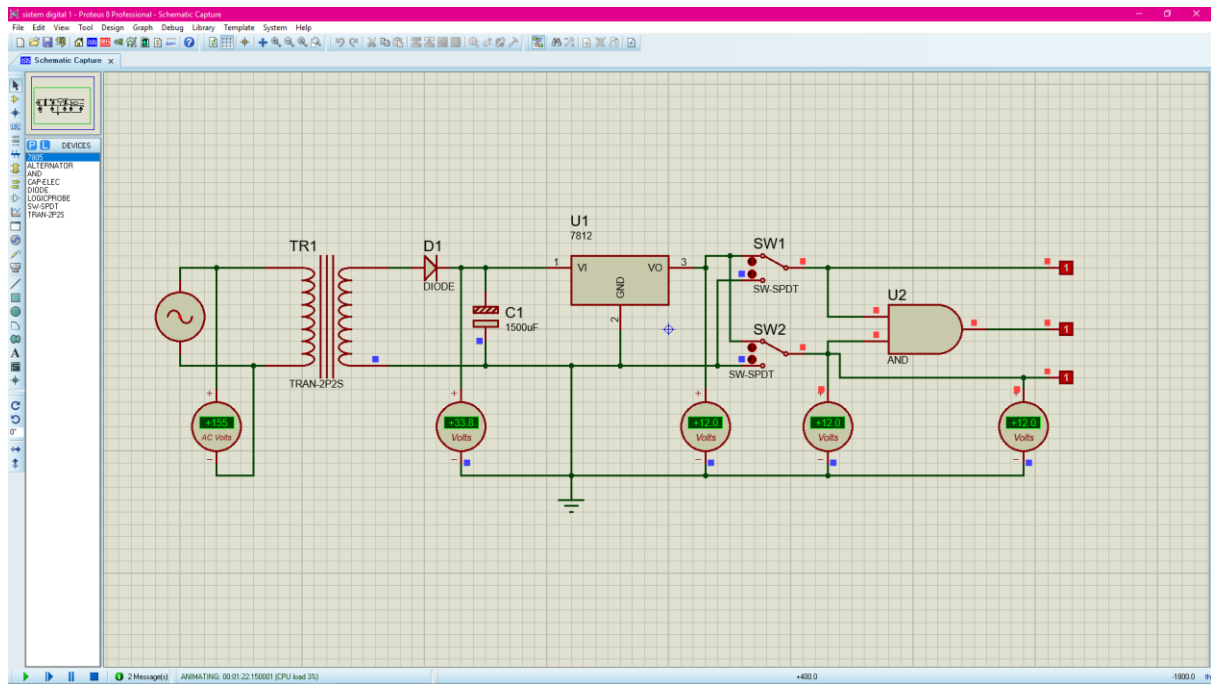 sistem digital 1 - Proteus 8 Professional - Schematic Capture
File Edit View Tool Design Graph Debug Library Template System Help
Schematic Capture
P L DEVICES
7805
ALTERNATOR
AND
CAP-ELEC
DIODE
LOGICPROBE
SW-SPDT
TRAN-2P2S
TR1
TRAN-2P2S
D1
DIODE
C1
1500uF
U1
7812
1 VI VO 3
GND
2
SW1
SW-SPDT
SW2
SW-SPDT
U2
AND
1
1
1
+155
AC Volts
+33.8
Volts
+12.0
Volts
+12.0
Volts
+12.0
Volts
0°
2 Message(s) ANIMATING: 00:01:22.150001 (CPU load 3%) +400.0 -1800.0 th